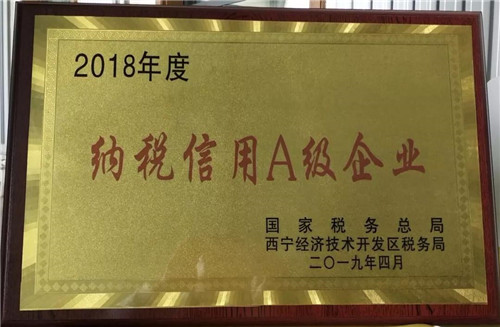 2018年度
纳税信用A级企业
国家税务总局
西宁经济技术开发区税务局
二〇一九年四月